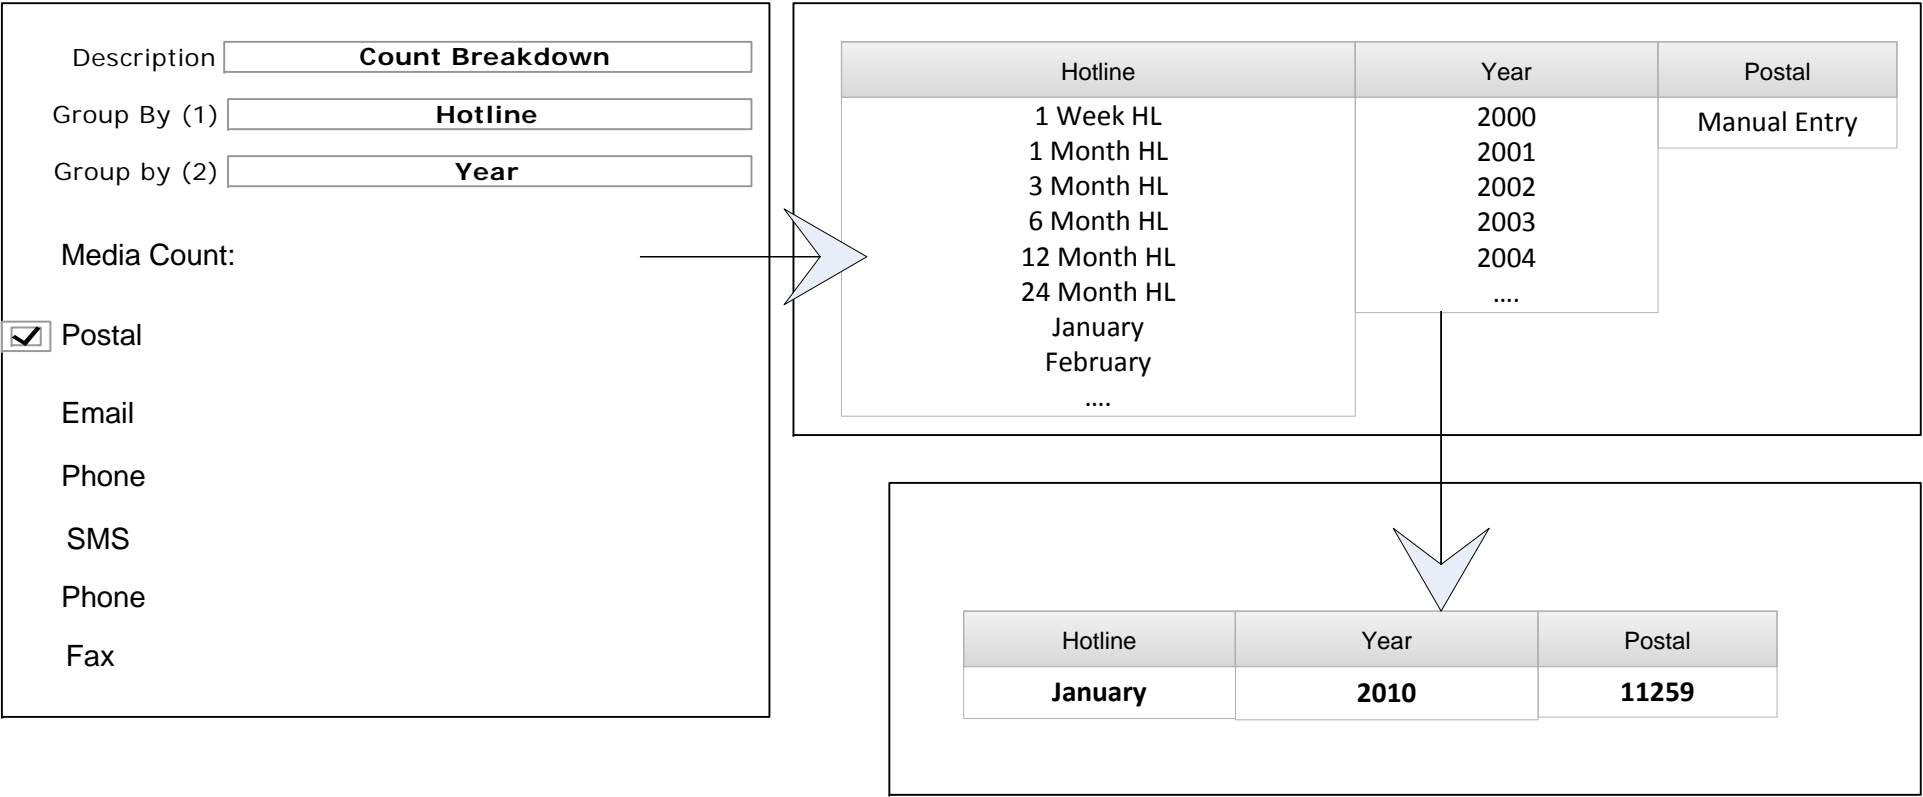 Description Count Breakdown
Group By (1) Hotline
Group by (2) Year
Media Count:
Postal
Email
Phone
SMS
Phone
Fax
Hotline Year Postal
1 Week HL 2000 Manual Entry
1 Month HL 2001
3 Month HL 2002
6 Month HL 2003
12 Month HL 2004
24 Month HL ....
January
February
....
Hotline Year Postal
January 2010 11259